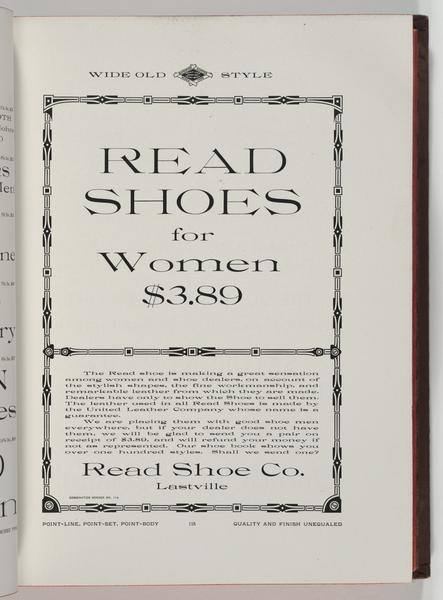 WIDE OLD STYLE
READ
SHOES
for
Women
$3.89
The Read shoe is making a great sensation
among women and shoe dealers, on account of
the stylish shapes, the fine workmanship, and
remarkable leather from which they are made.
Dealers have only to show the Shoe to sell them.
The leather used in all Read Shoes is made by
the United Leather Company whose name is a
guarantee.
We are placing them with good shoe men
everywhere, but if your dealer does not have
them, we will be glad to send you a pair on
receipt of $3.89, and will refund your money if
not as represented. Our shoe book shows you
over one hundred styles. Shall we send one?
Read Shoe Co.
Lastville
COMBINATION BORDER NO.
POINT-LINE, POINT-SET, POINT-BODY
QUALITY AND FINISH UNEQUALED